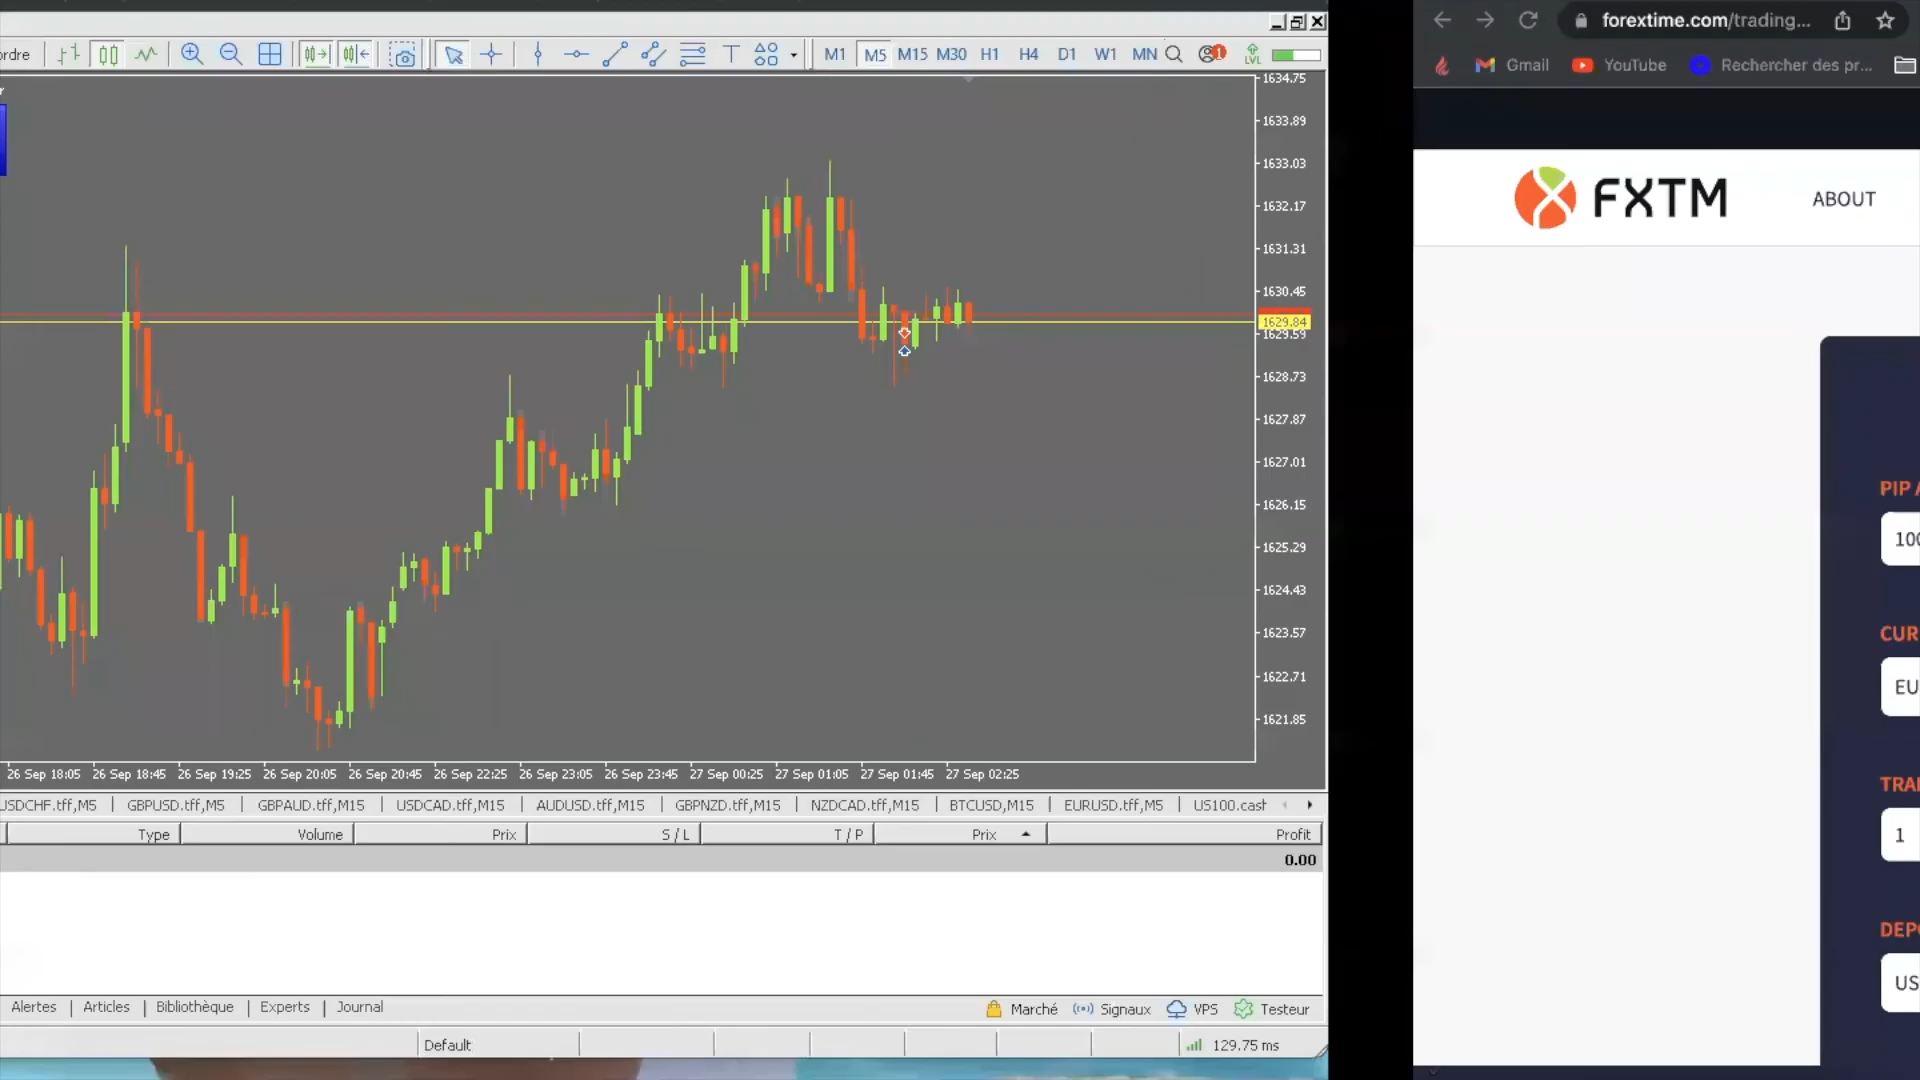 ordre
T
M1 M5 M15 M30 H1 H4 D1 W1 MN
1
LVL
1634.75
1633.89
1633.03
1632.17
1631.31
1630.45
1629.84
1629.59
1628.73
1627.87
1627.01
1626.15
1625.29
1624.43
1623.57
1622.71
1621.85
26 Sep 18:05 26 Sep 18:45 26 Sep 19:25 26 Sep 20:05 26 Sep 20:45 26 Sep 22:25 26 Sep 23:05 26 Sep 23:45 27 Sep 00:25 27 Sep 01:05 27 Sep 01:45 27 Sep 02:25
USDCHF.tff,M5 | GBPUSD.tff,M5 | GBPAUD.tff,M15 | USDCAD.tff,M15 | AUDUSD.tff,M15 | GBPNZD.tff,M15 | NZDCAD.tff,M15 | BTCUSD,M15 | EURUSD.tff,M5 | US100.cash
Type Volume Prix S / L T / P Prix Profit
0.00
Alertes | Articles | Bibliothèque | Experts | Journal
Marché Signaux VPS Testeur
Default 129.75 ms
forextime.com/trading...
Gmail YouTube Rechercher des pr...
FXTM ABOUT
PIP
100
CUR
EU
TRA
1
DEP
US